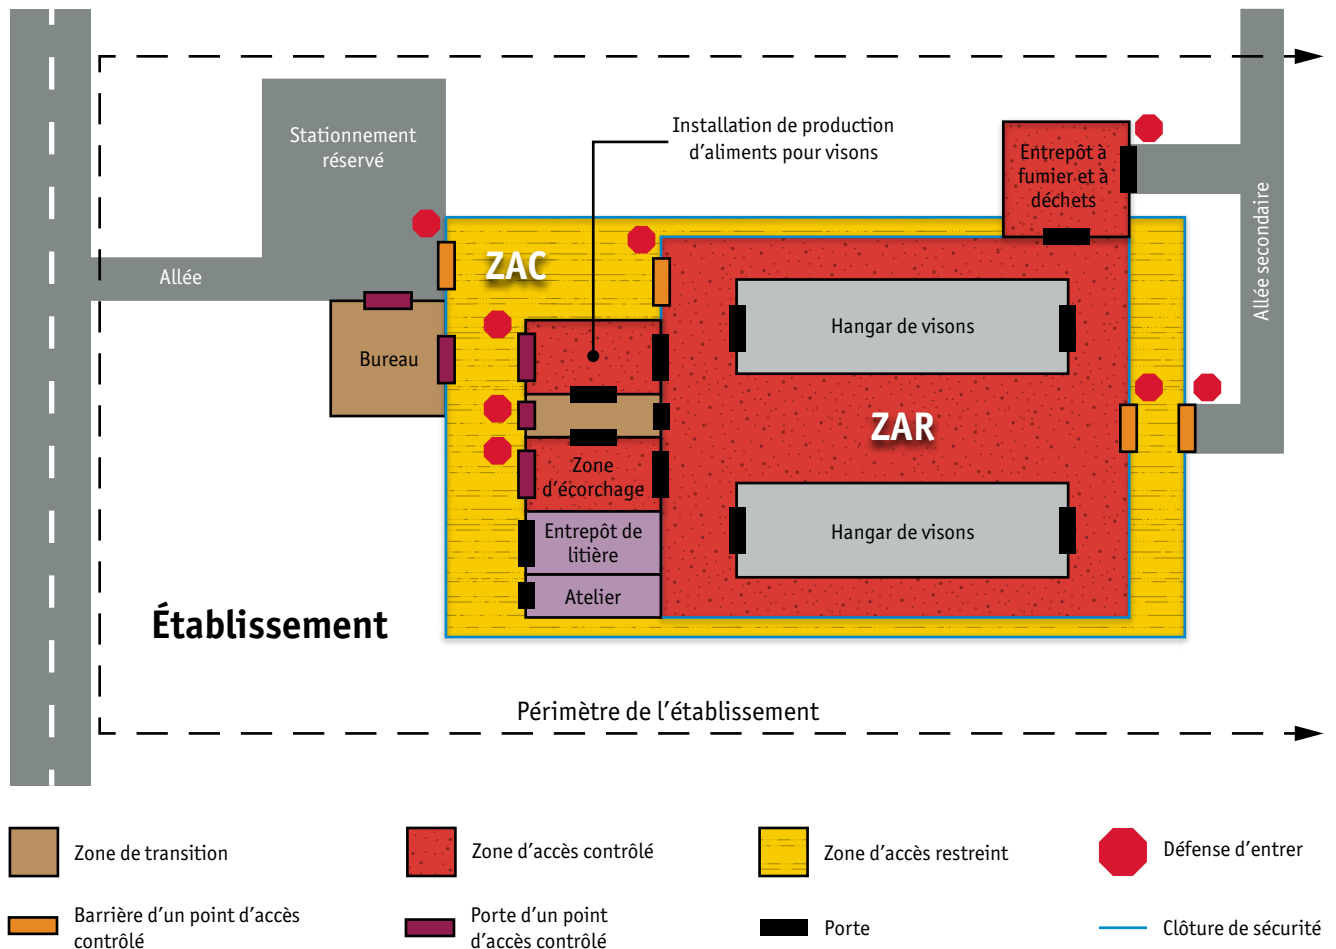 Stationnement
réservé
Installation de production
d'aliments pour visons
Entrepôt à
fumier et à
déchets
Allée
ZAC
Allée secondaire
Hangar de visons
Bureau
ZAR
Zone
d'écorchage
Entrepôt de
litière
Hangar de visons
Atelier
Établissement
Périmètre de l'établissement
Zone de transition
Zone d'accès contrôlé
Zone d'accès restreint
Défense d'entrer
Barrière d'un point d'accès
contrôlé
Porte d'un point
d'accès contrôlé
Porte
Clôture de sécurité